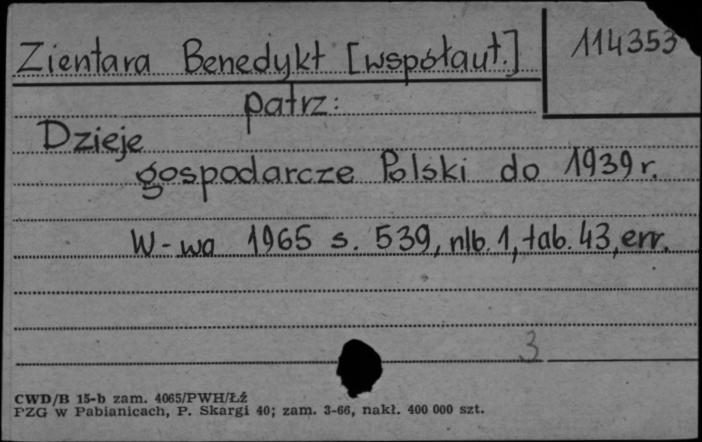 Zientara Benedykt [współaut.]
114353
patrz:
Dzieje
gospodarcze Polski do 1939 r.
W-wa 1965 s. 539, nlb. 1, tab. 43, err.
3
CWD/B 15-b zam. 4065/PWH/ŁŹ
PZG w Pabianicach, P. Skargi 40; zam. 3-66, nakł. 400 000 szt.